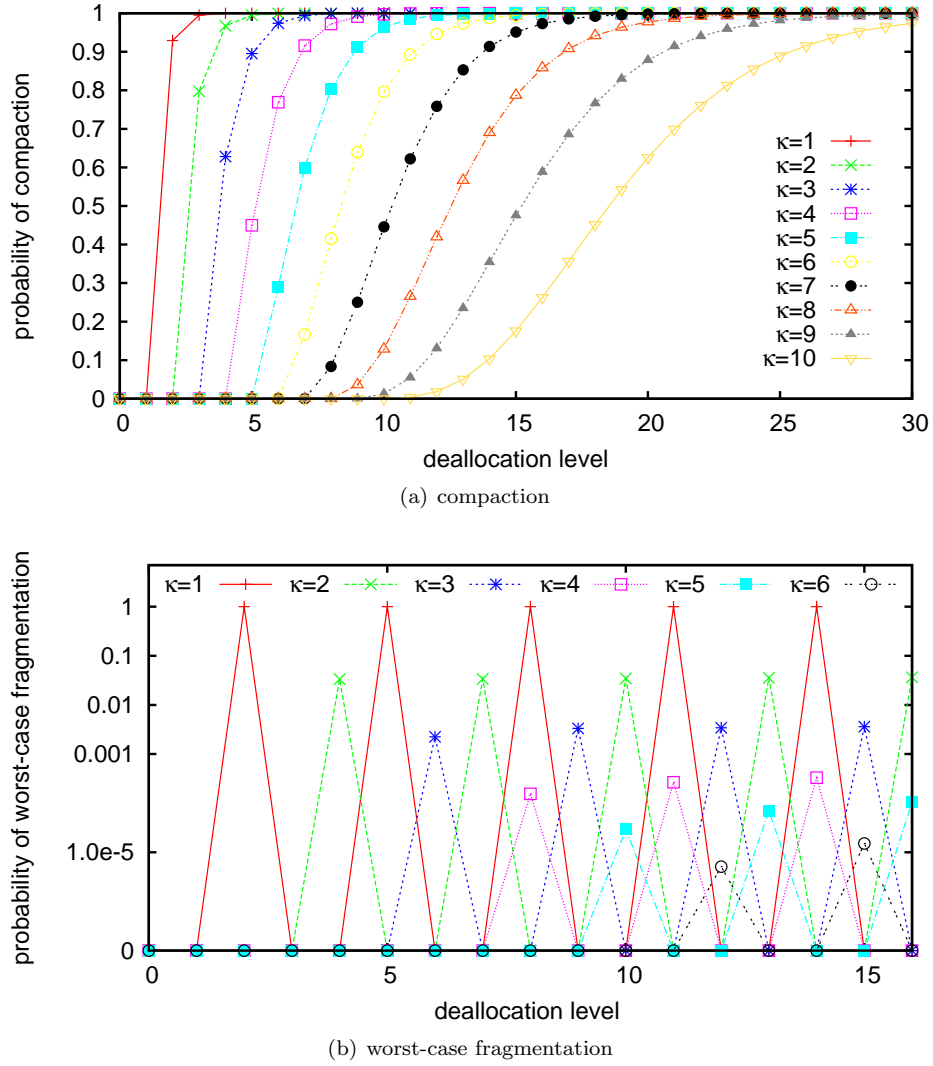 1
0.9
0.8
0.7
0.6
0.5
0.4
0.3
0.2
0.1
0
probability of compaction
κ=1
κ=2
κ=3
κ=4
κ=5
κ=6
κ=7
κ=8
κ=9
κ=10
0 5 10 15 20 25 30
deallocation level
(a) compaction
κ=1 κ=2 κ=3 κ=4 κ=5 κ=6
1
0.1
0.01
0.001
1.0e-5
0
probability of worst-case fragmentation
0 5 10 15
deallocation level
(b) worst-case fragmentation